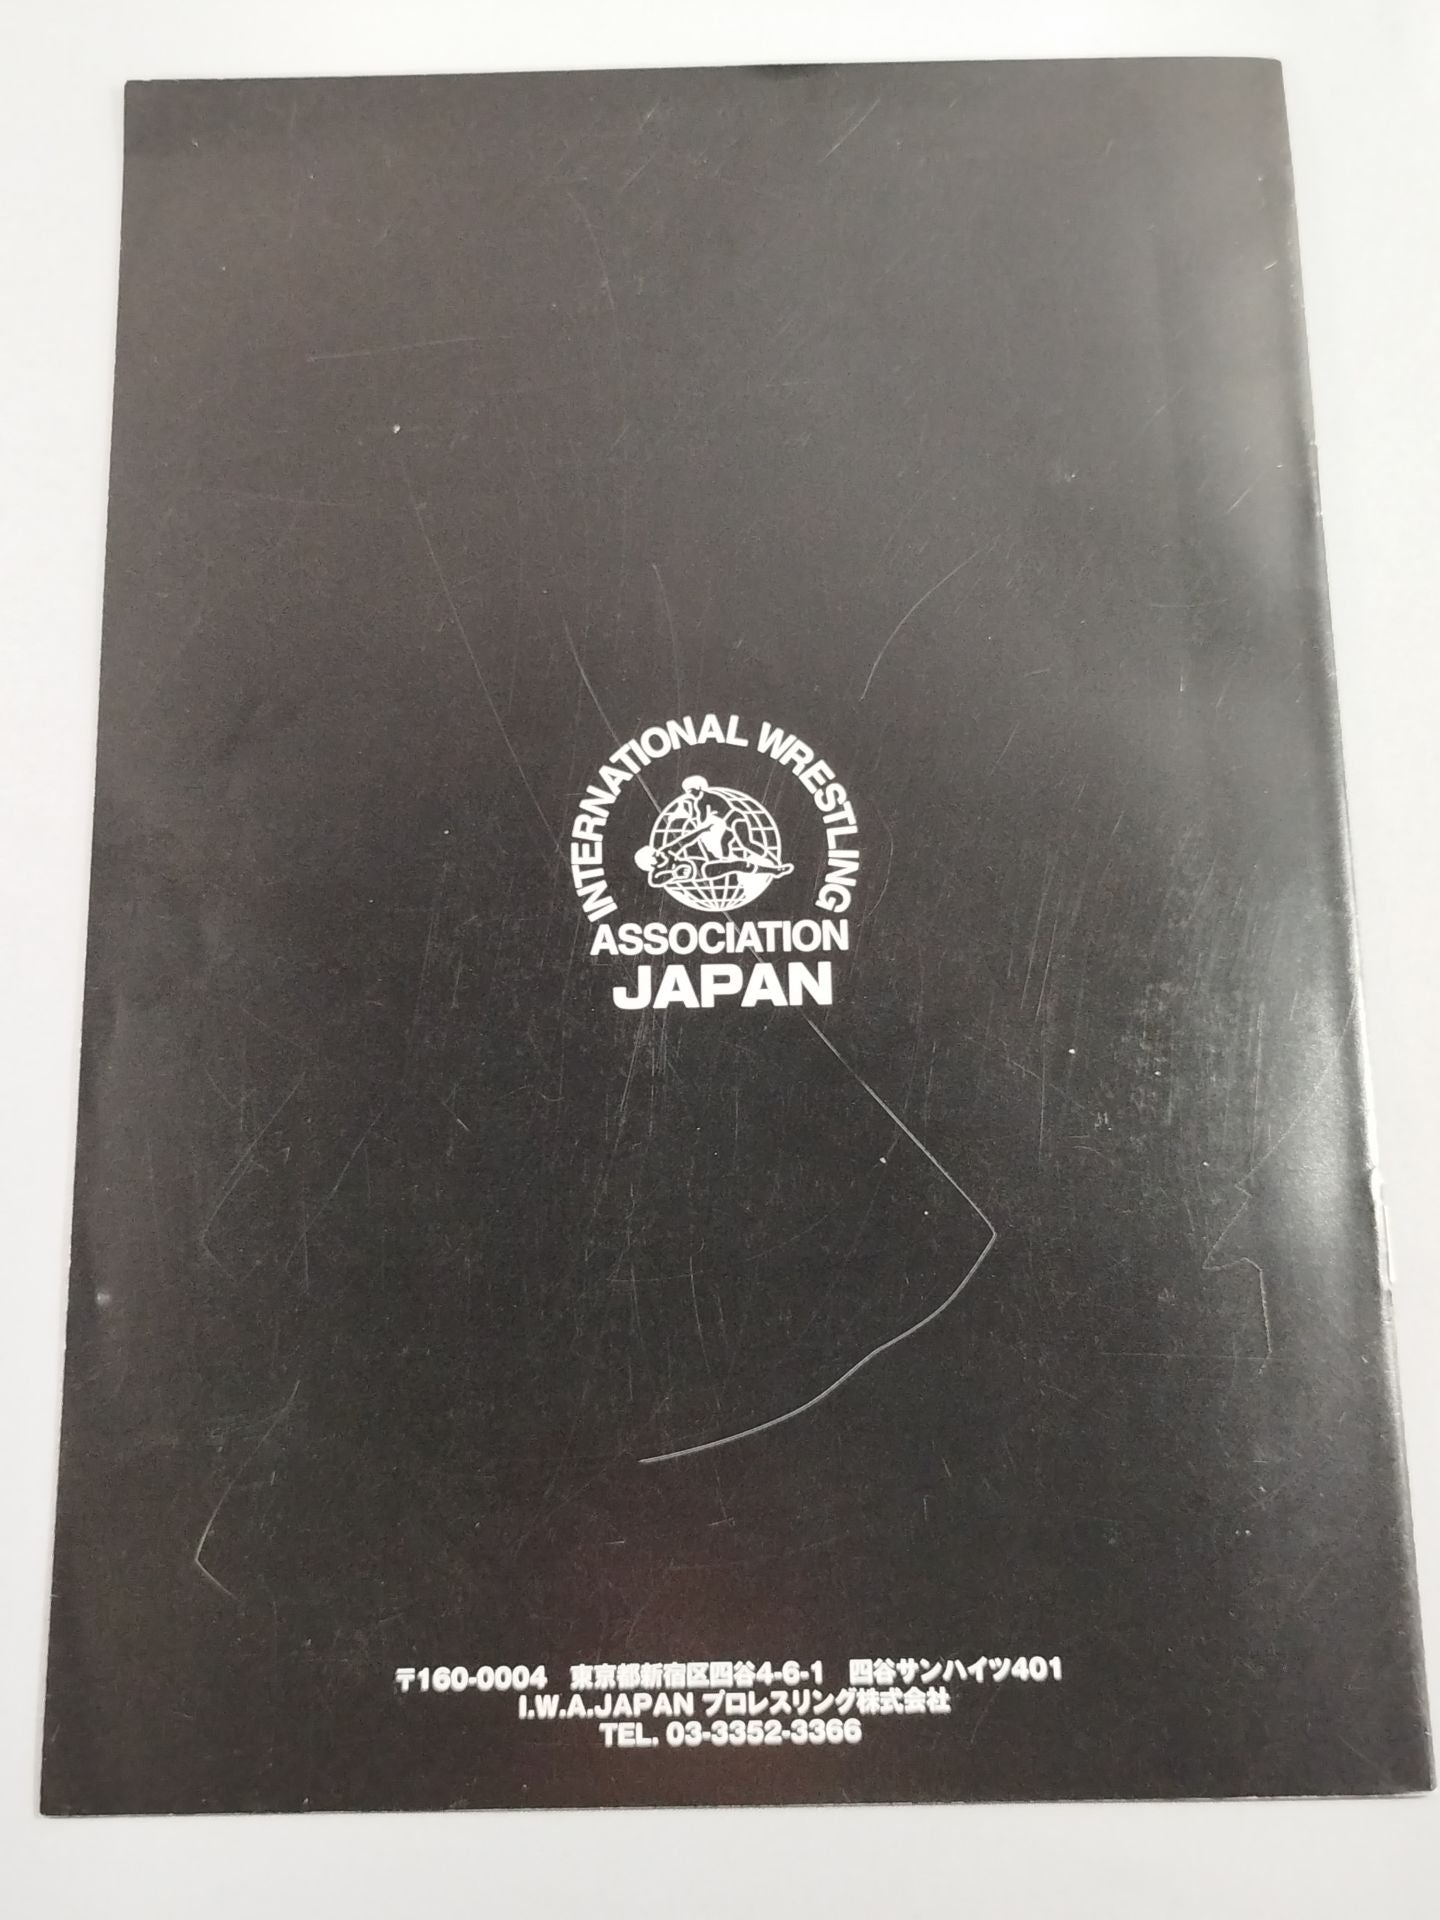 INTERNATIONAL WRESTLING
ASSOCIATION
JAPAN
〒160-0004 東京都新宿区四谷4-6-1 四谷サンハイツ401
I.W.A.JAPAN プロレスリング株式会社
TEL. 03-3352-3366